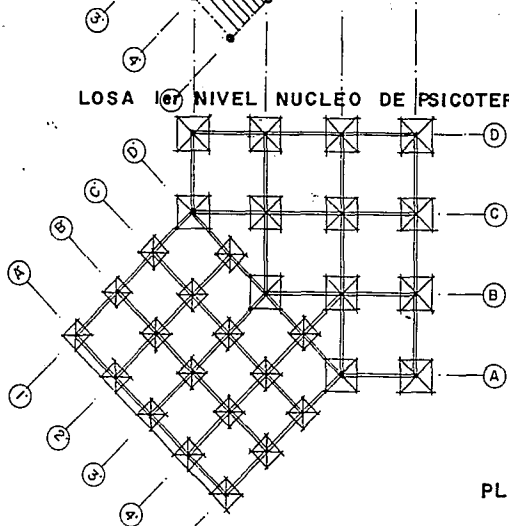 3'
4'
LOSA 1er NIVEL NUCLEO DE PSICOTER
D
D'
C'
C
B'
A'
B
1'
A
2'
3'
4'
PL